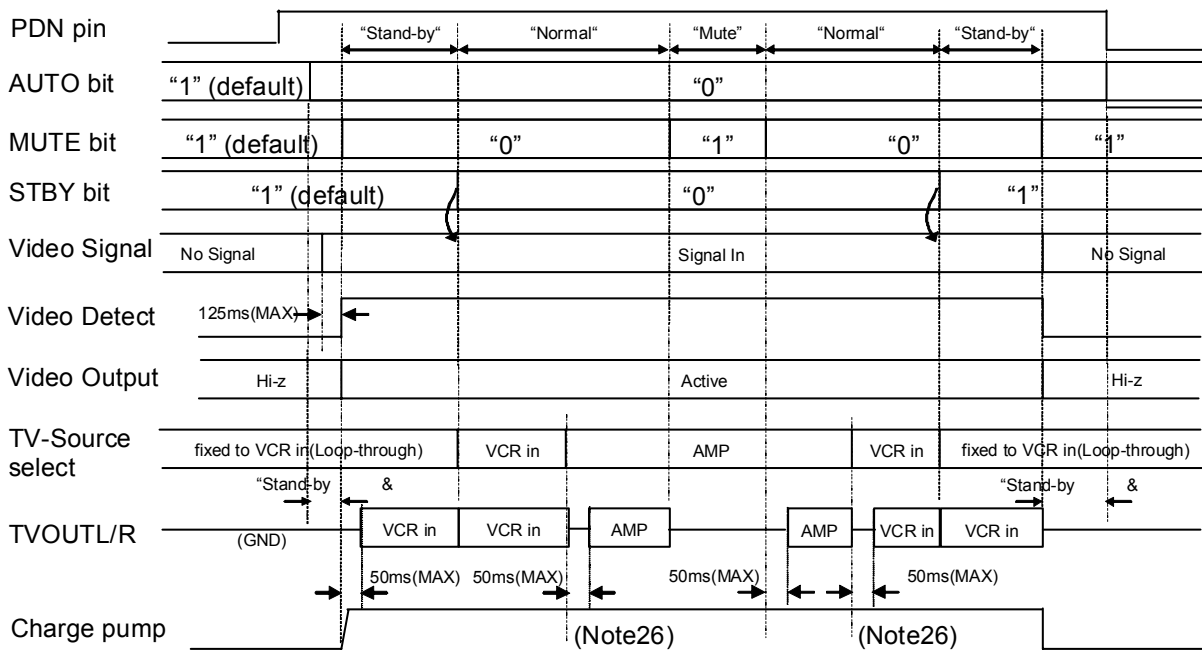 PDN pin “Stand-by“ “Normal“ “Mute” “Normal“ “Stand-by“
AUTO bit “1” (default) “0”
MUTE bit “1” (default) “0” “1” “0” “1”
STBY bit “1” (default) “0” “1”
Video Signal No Signal Signal In No Signal
Video Detect 125ms(MAX)
Video Output Hi-z Active Hi-z
TV-Source
select fixed to VCR in(Loop-through) VCR in AMP VCR in fixed to VCR in(Loop-through)
“Stand-by & “Stand-by &
TVOUTL/R (GND) VCR in VCR in AMP AMP VCR in VCR in
50ms(MAX) 50ms(MAX) 50ms(MAX) 50ms(MAX)
Charge pump (Note26) (Note26)